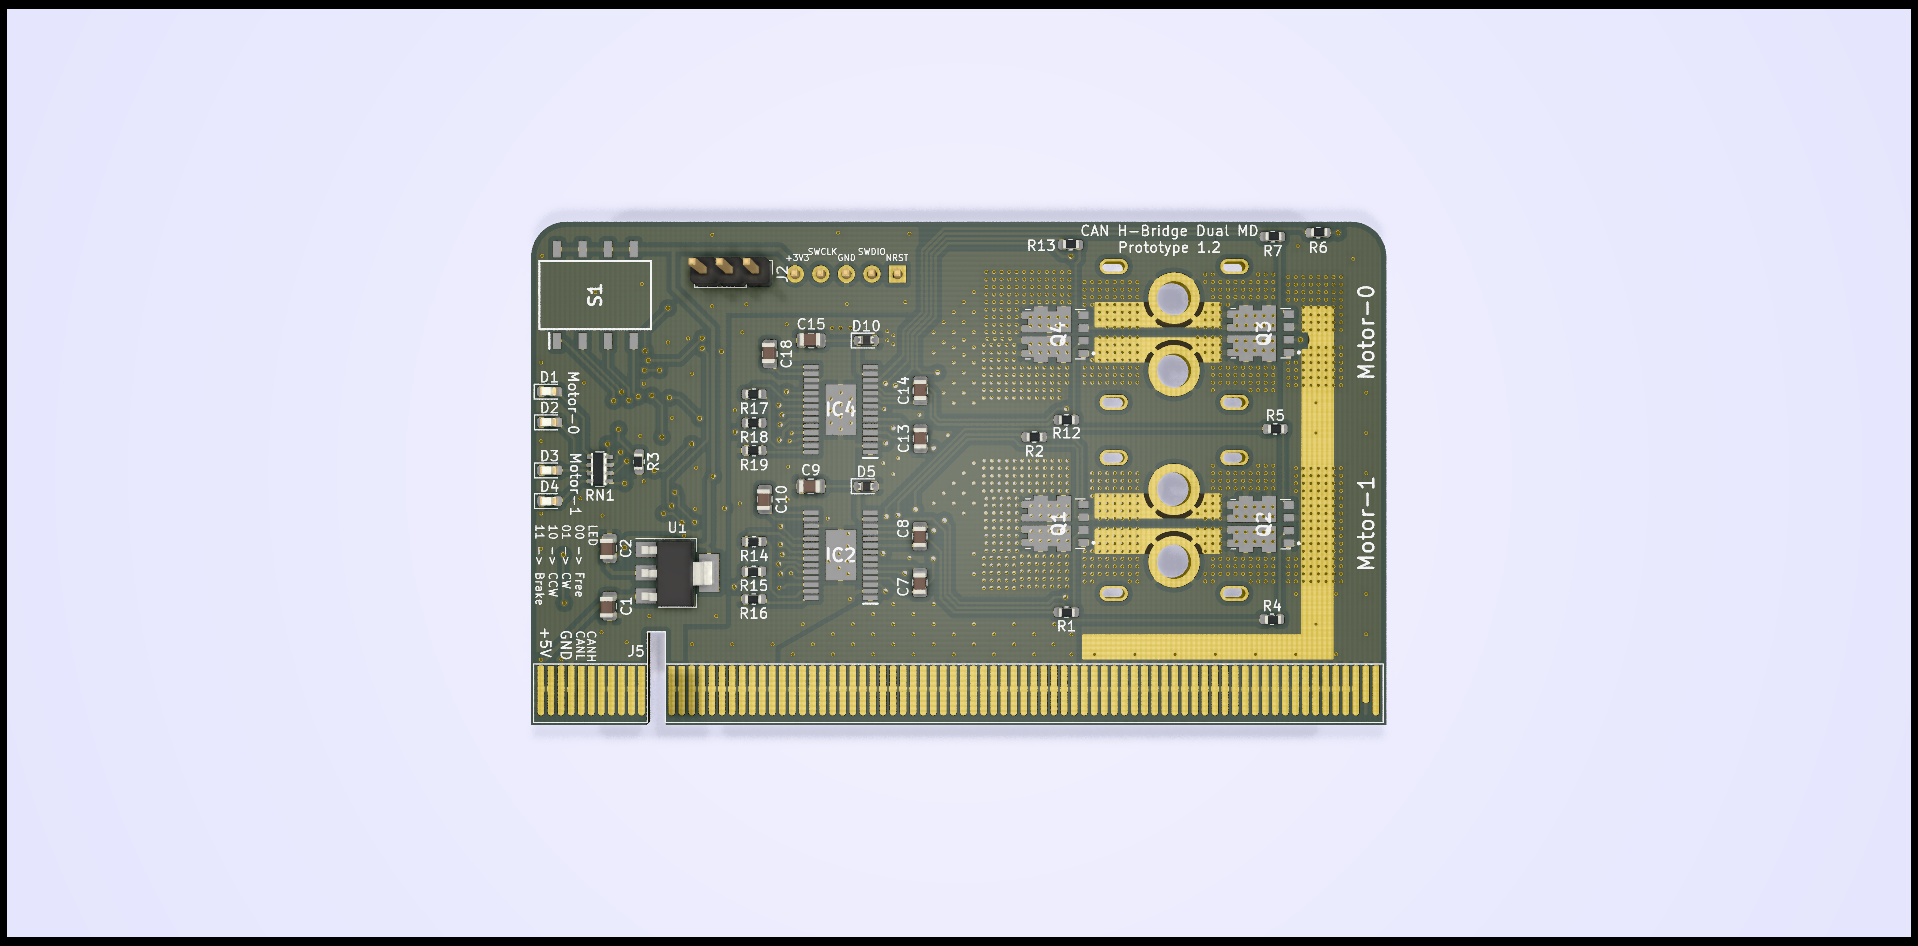 CAN H-Bridge Dual MD
Prototype 1.2
R13
R7
R6
+3V3
SWCLK
GND
SWDIO
NRST
J2
S1
C15
D10
C18
Q4
Q3
Motor-0
D1
D2
Motor-0
R17
R18
R19
IC4
C14
C13
R12
R2
R5
D3
D4
Motor-1
RN1
R3
C9
D5
C10
Q1
Q2
Motor-1
U1
C2
C1
R14
R15
R16
IC2
C8
C7
R1
R4
LED
00 -> Free
01 -> CW
10 -> CCW
11 -> Brake
+5V
GND
CANL
CANH
J5